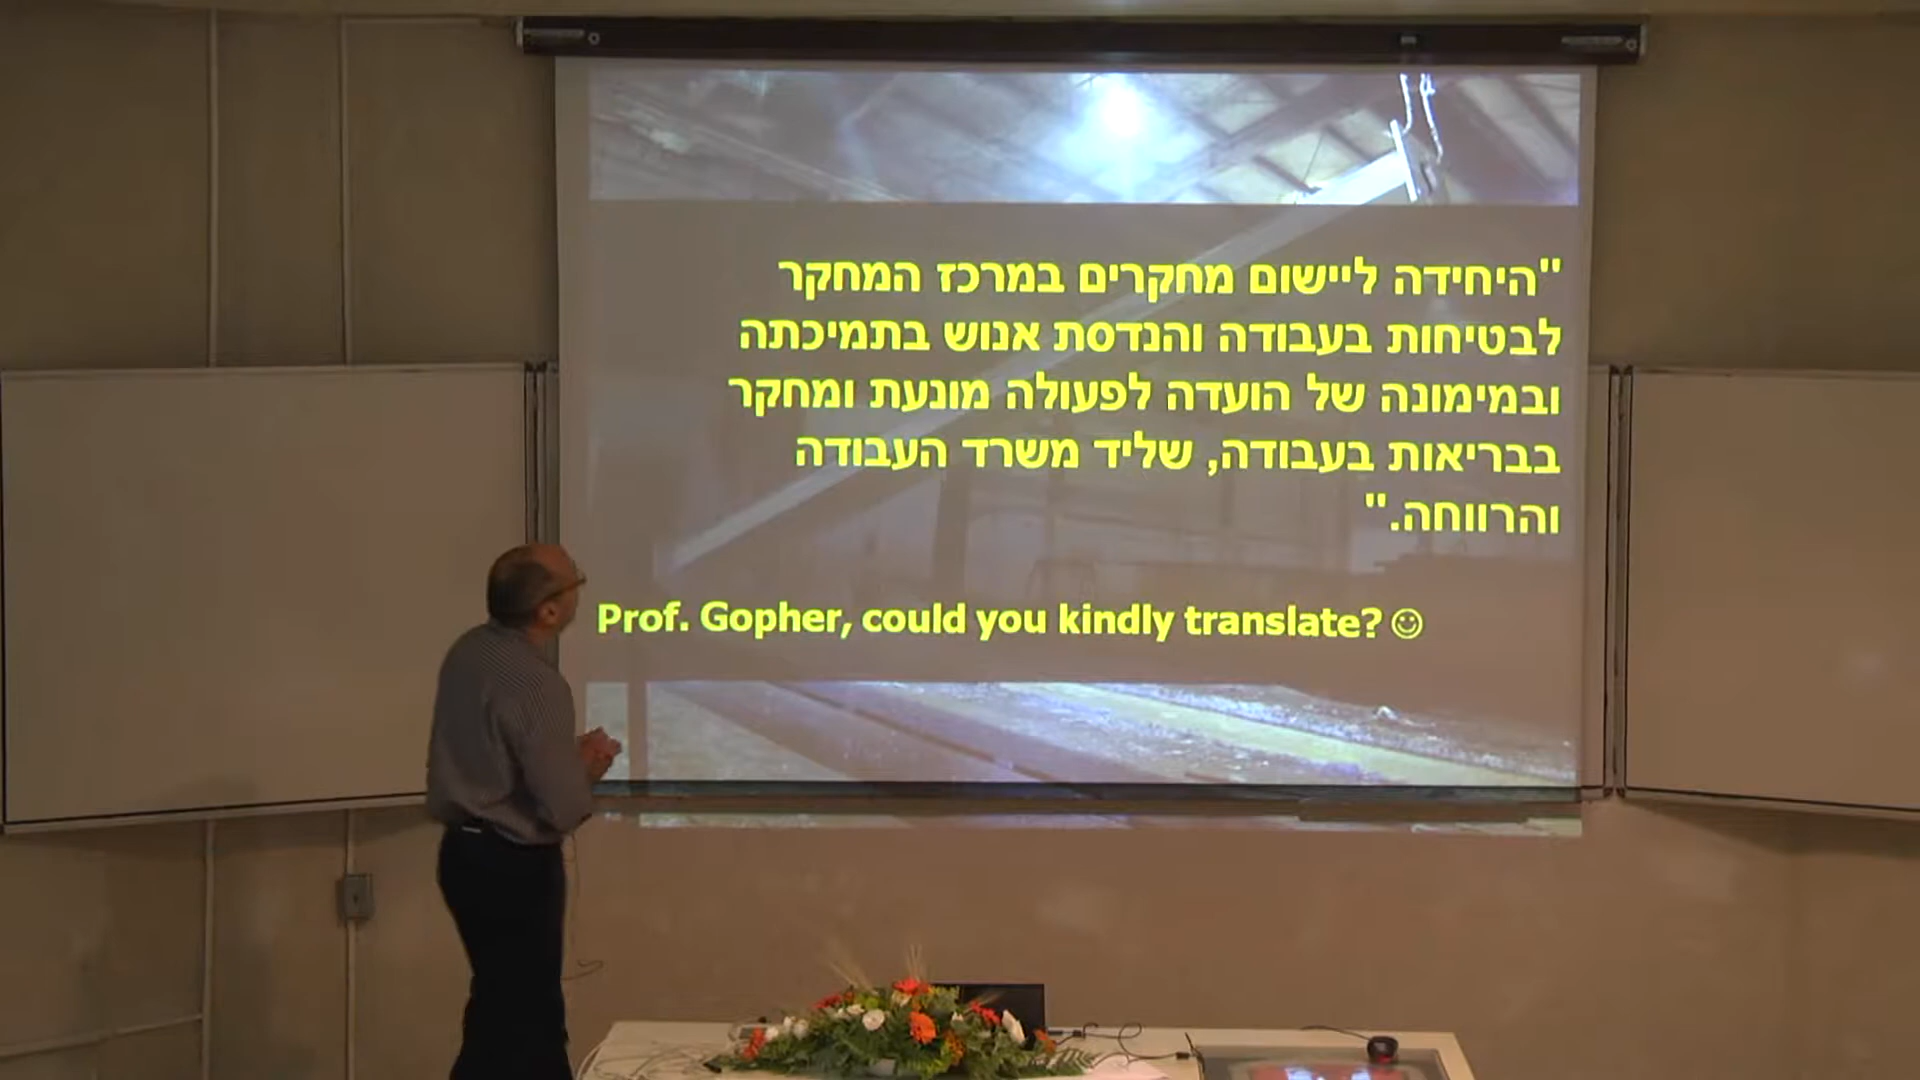 "היחידה ליישום מחקרים במרכז המחקר
לבטיחות בעבודה והנדסת אנוש בתמיכתה
ובמימונה של הועדה לפעולה מונעת ומחקר
בבריאות בעבודה, שליד משרד העבודה
והרווחה."
Prof. Gopher, could you kindly translate? ☺